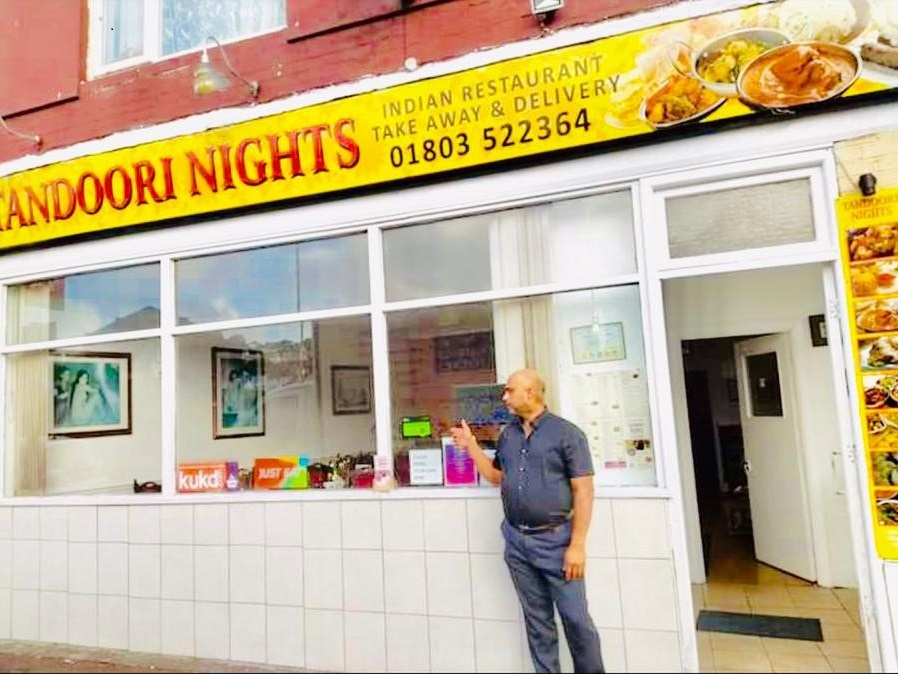 TANDOORI NIGHTS
INDIAN RESTAURANT
TAKE AWAY & DELIVERY
01803 522364
TANDOORI
NIGHTS
kukd
JUST